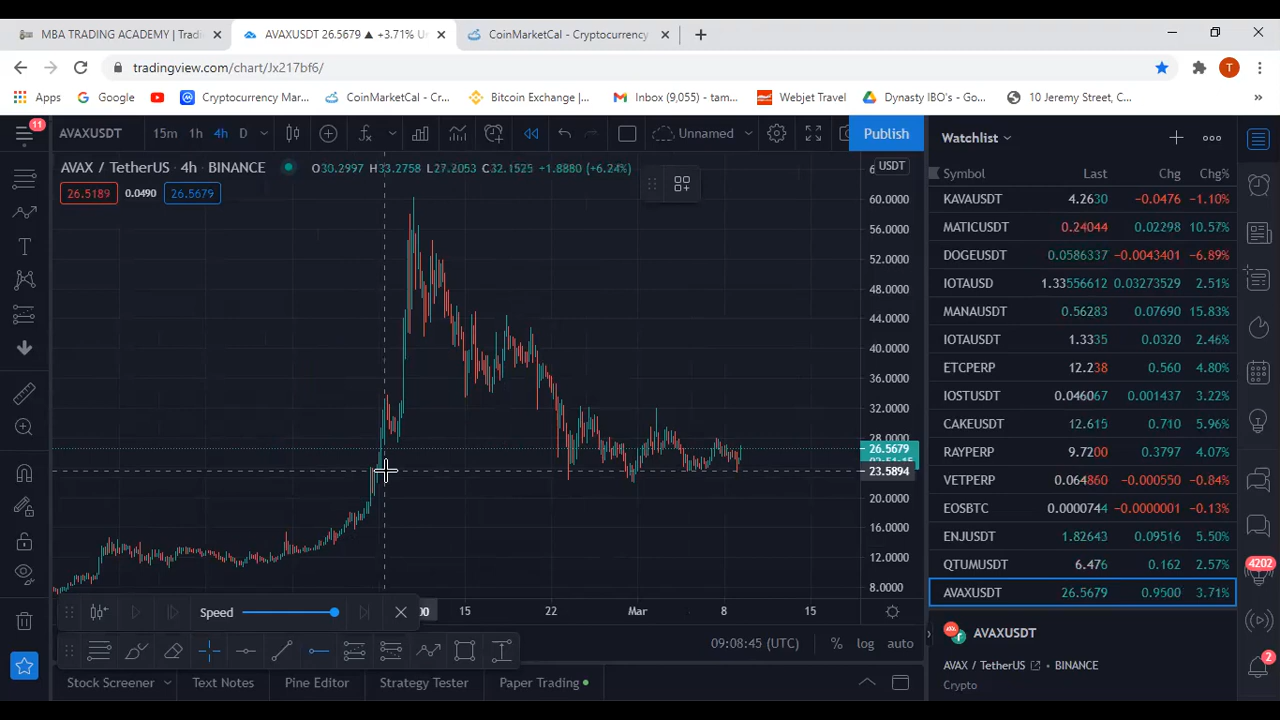 MBA TRADING ACADEMY | Tradi
AVAXUSDT 26.5679 ▲ +3.71% Un
CoinMarketCal - Cryptocurrency
tradingview.com/chart/Jx217bf6/
T
Apps
Google
Cryptocurrency Mar...
CoinMarketCal - Cr...
Bitcoin Exchange |...
Inbox (9,055) - tam...
Webjet Travel
Dynasty IBO's - Go...
10 Jeremy Street, C...
»
11
AVAXUSDT
15m 1h 4h D
Unnamed
Publish
Watchlist
AVAX / TetherUS · 4h · BINANCE
O30.2997 H33.2758 L27.2053 C32.1525 +1.8880 (+6.24%)
USDT
26.5189 0.0490 26.5679
Symbol Last Chg Chg%
KAVAUSDT 4.2630 −0.0476 −1.10%
MATICUSDT 0.24044 0.02298 10.57%
DOGEUSDT 0.0586337 −0.0043401 −6.89%
IOTAUSD 1.33556612 0.03273529 2.51%
MANAUSDT 0.56283 0.07690 15.83%
IOTAUSDT 1.3335 0.0320 2.46%
ETCPERP 12.238 0.560 4.80%
IOSTUSDT 0.046067 0.001437 3.22%
CAKEUSDT 12.615 0.710 5.96%
RAYPERP 9.7200 0.3797 4.07%
VETPERP 0.064860 −0.000551 −0.84%
EOSBTC 0.0000744 −0.0000001 −0.13%
ENJUSDT 1.82643 0.09516 5.50%
QTUMUSDT 6.476 0.162 2.57%
AVAXUSDT 26.5679 0.9500 3.71%
60.0000
56.0000
52.0000
48.0000
44.0000
40.0000
36.0000
32.0000
28.0000
26.5679
23.5894
20.0000
16.0000
12.0000
8.0000
4202
Speed
00 15 22 Mar 8 15
09:08:45 (UTC) % log auto
Stock Screener
Text Notes
Pine Editor
Strategy Tester
Paper Trading
AVAXUSDT
AVAX / TetherUS • BINANCE
Crypto
2